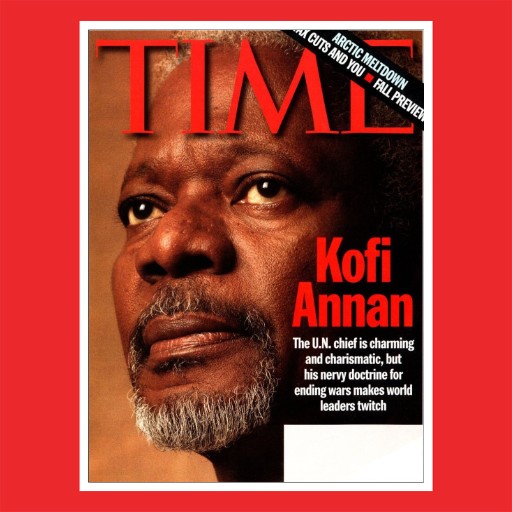 TIME
ARCTIC MELTDOWN
TAX CUTS AND YOU ■ FALL PREVIEW
Kofi
Annan
The U.N. chief is charming
and charismatic, but
his nervy doctrine for
ending wars makes world
leaders twitch